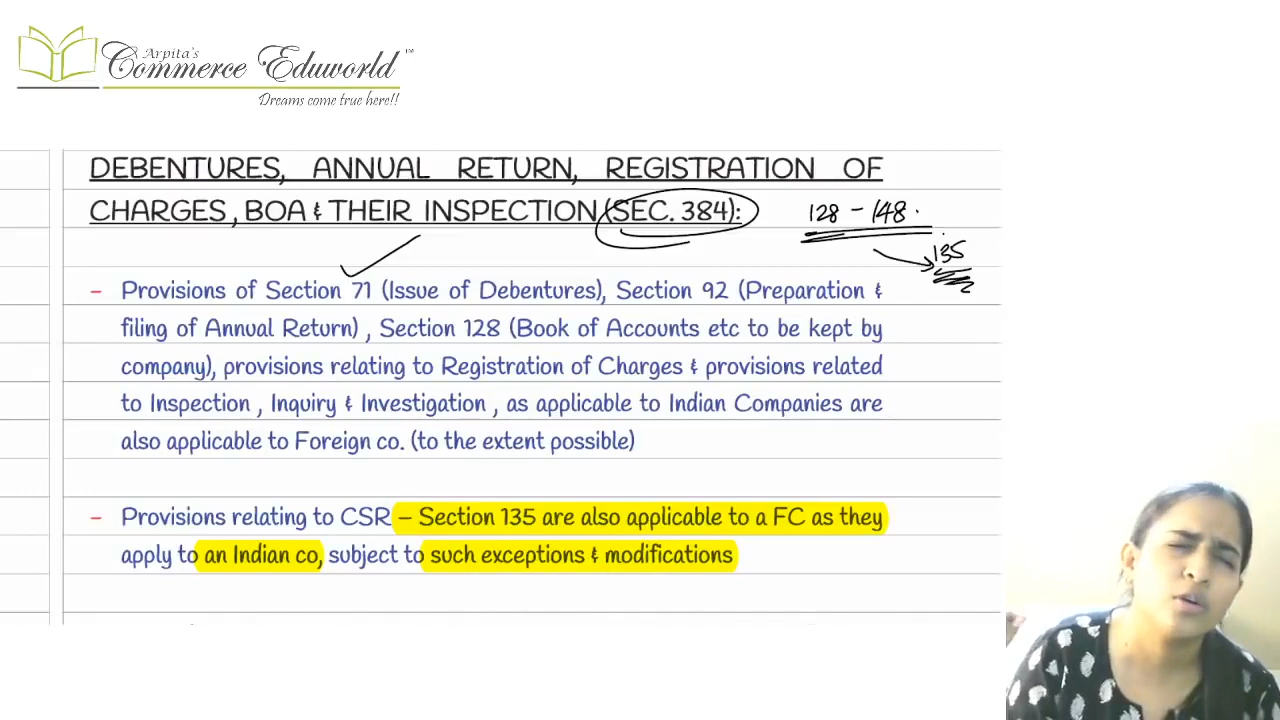 Arpita's
Commerce Eduworld™
Dreams come true here!!
DEBENTURES, ANNUAL RETURN, REGISTRATION OF
CHARGES, BOA & THEIR INSPECTION (SEC. 384):
128 - 148.
135
- Provisions of Section 71 (Issue of Debentures), Section 92 (Preparation &
filing of Annual Return) , Section 128 (Book of Accounts etc to be kept by
company), provisions relating to Registration of Charges & provisions related
to Inspection , Inquiry & Investigation , as applicable to Indian Companies are
also applicable to Foreign co. (to the extent possible)
- Provisions relating to CSR – Section 135 are also applicable to a FC as they
apply to an Indian co, subject to such exceptions & modifications